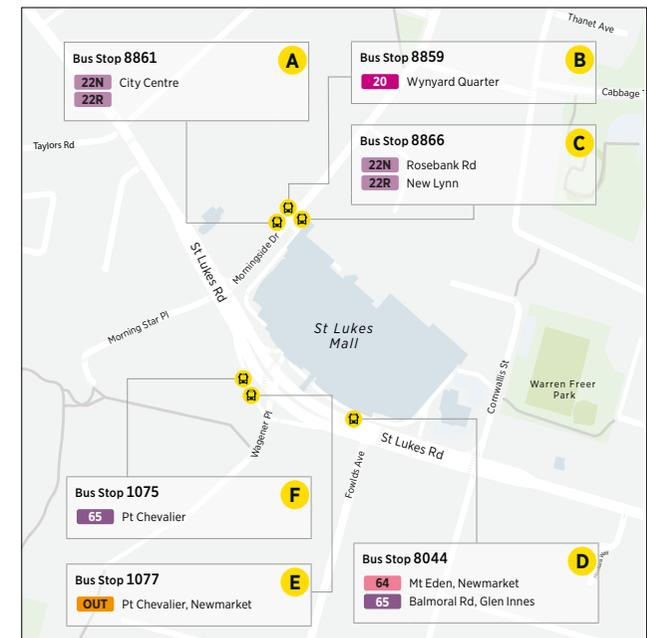 Thanet Ave
Bus Stop 8861
A
22N City Centre
22R
Bus Stop 8859
B
20 Wynyard Quarter
Cabbage
Taylors Rd
Bus Stop 8866
C
22N Rosebank Rd
22R New Lynn
St Lukes Rd
Morningside Dr
Morning Star Pl
St Lukes
Mall
Cornwallis St
Warren Freer
Park
Wagener Pl
Fowlds Ave
St Lukes Rd
Bus Stop 1075
F
65 Pt Chevalier
Bus Stop 1077
E
OUT Pt Chevalier, Newmarket
Bus Stop 8044
D
64 Mt Eden, Newmarket
65 Balmoral Rd, Glen Innes